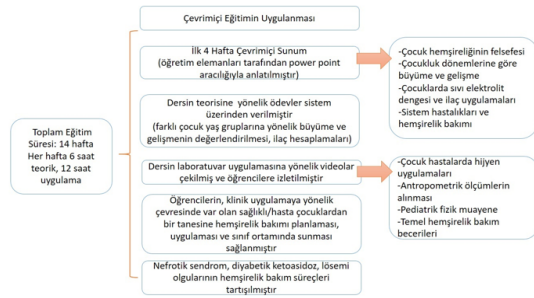 Çevrimiçi Eğitimin Uygulanması
İlk 4 Hafta Çevrimiçi Sunum
(öğretim elemanları tarafından power point
aracılığıyla anlatılmıştır)
-Çocuk hemşireliğinin felsefesi
-Çocukluk dönemlerine göre
büyüme ve gelişme
-Çocuklarda sıvı elektrolit
dengesi ve ilaç uygulamaları
-Sistem hastalıkları ve
hemşirelik bakımı
Dersin teorisine yönelik ödevler sistem
üzerinden verilmiştir
(farklı çocuk yaş gruplarına yönelik büyüme ve
gelişmenin değerlendirilmesi, ilaç hesaplamaları)
Toplam Eğitim
Süresi: 14 hafta
Her hafta 6 saat
teorik, 12 saat
uygulama
Dersin laboratuvar uygulamasına yönelik videolar
çekilmiş ve öğrencilere izletilmiştir
-Çocuk hastalarda hijyen
uygulamaları
-Antropometrik ölçümlerin
alınması
-Pediatrik fizik muayene
-Temel hemşirelik bakım
becerileri
Öğrencilerin, klinik uygulamaya yönelik
çevresinde var olan sağlıklı/hasta çocuklardan
bir tanesine hemşirelik bakımı planlaması,
uygulaması ve sınıf ortamında sunması
sağlanmıştır
Nefrotik sendrom, diyabetik ketoasidoz, lösemi
olgularının hemşirelik bakım süreçleri
tartışılmıştır